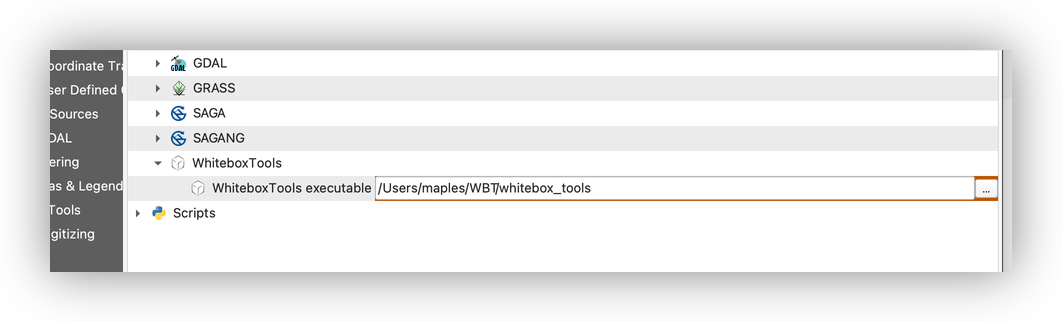 oordinate Tra
GDAL
ser Defined
GRASS
Sources
SAGA
DAL
SAGANG
ering
WhiteboxTools
as & Legend
WhiteboxTools executable /Users/maples/WBT/whitebox_tools ...
Tools
Scripts
gitizing